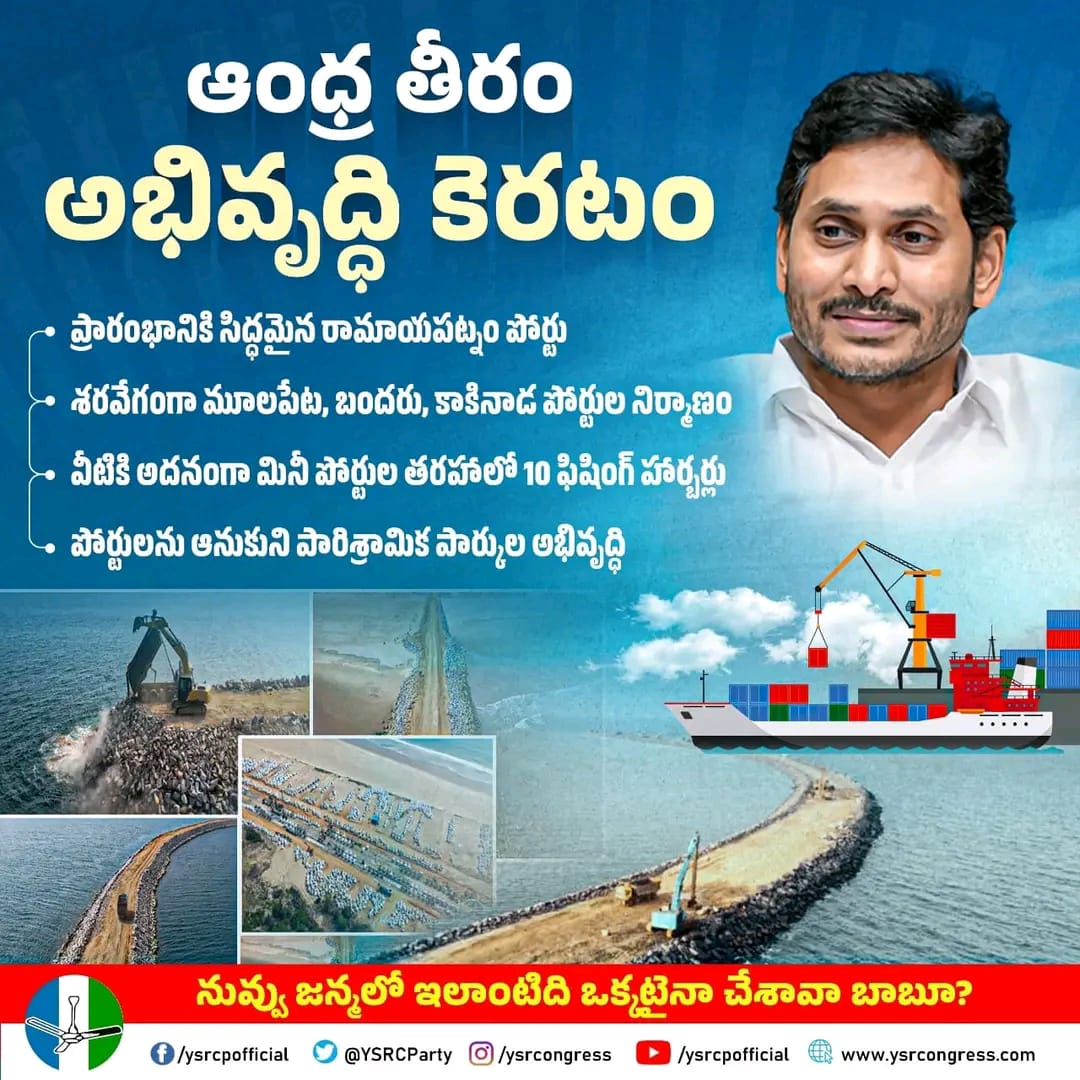 ఆంధ్ర తీరం
అభివృద్ధి కెరటం
• ప్రారంభానికి సిద్ధమైన రామాయపట్నం పోర్టు
• శరవేగంగా మూలపేట, బందరు, కాకినాడ పోర్టుల నిర్మాణం
• వీటికి అదనంగా మినీ పోర్టుల తరహాలో 10 ఫిషింగ్ హార్బర్లు
• పోర్టులను ఆనుకుని పారిశ్రామిక పార్కుల అభివృద్ధి
నువ్వు జన్మలో ఇలాంటిది ఒక్కటైనా చేశావా బాబూ?
/ysrcpofficial @YSRCParty /ysrcongress /ysrcpofficial www.ysrcongress.com